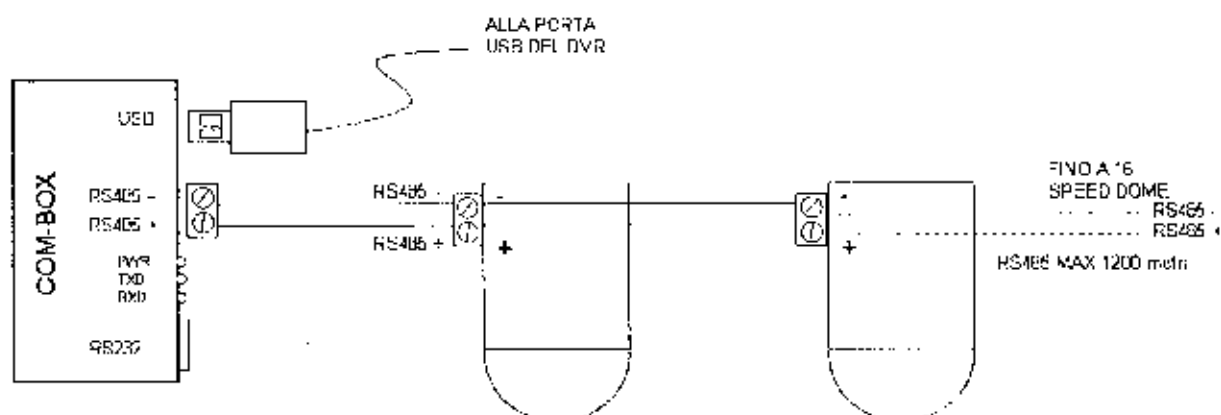 ALLA PORTA
USB DEL DVR
USB
COM-BOX
RS485 -
RS485 +
PWR
TXD
RXD
RS232
RS485 -
RS485 +
-
+
-
+
FINO A 16
SPEED DOME
RS485 -
RS485 +
RS485 MAX 1200 metri